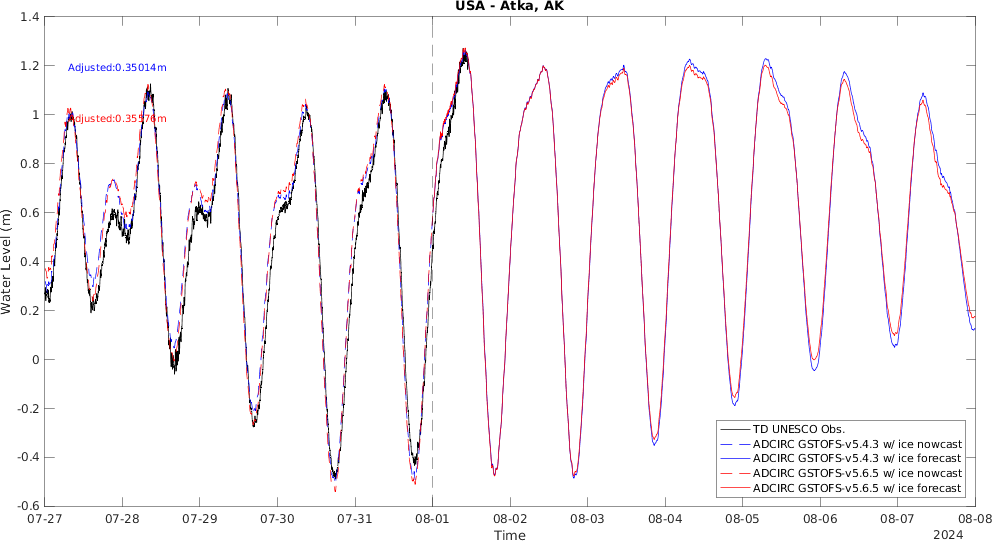 USA - Atka, AK
1.4
1.2
1
0.8
0.6
0.4
0.2
0
-0.2
-0.4
-0.6
Water Level (m)
Adjusted:0.35014m
Adjusted:0.35576m
TD UNESCO Obs.
ADCIRC GSTOFS-v5.4.3 w/ ice nowcast
ADCIRC GSTOFS-v5.4.3 w/ ice forecast
ADCIRC GSTOFS-v5.6.5 w/ ice nowcast
ADCIRC GSTOFS-v5.6.5 w/ ice forecast
07-27 07-28 07-29 07-30 07-31 08-01 08-02 08-03 08-04 08-05 08-06 08-07 08-08
Time
2024